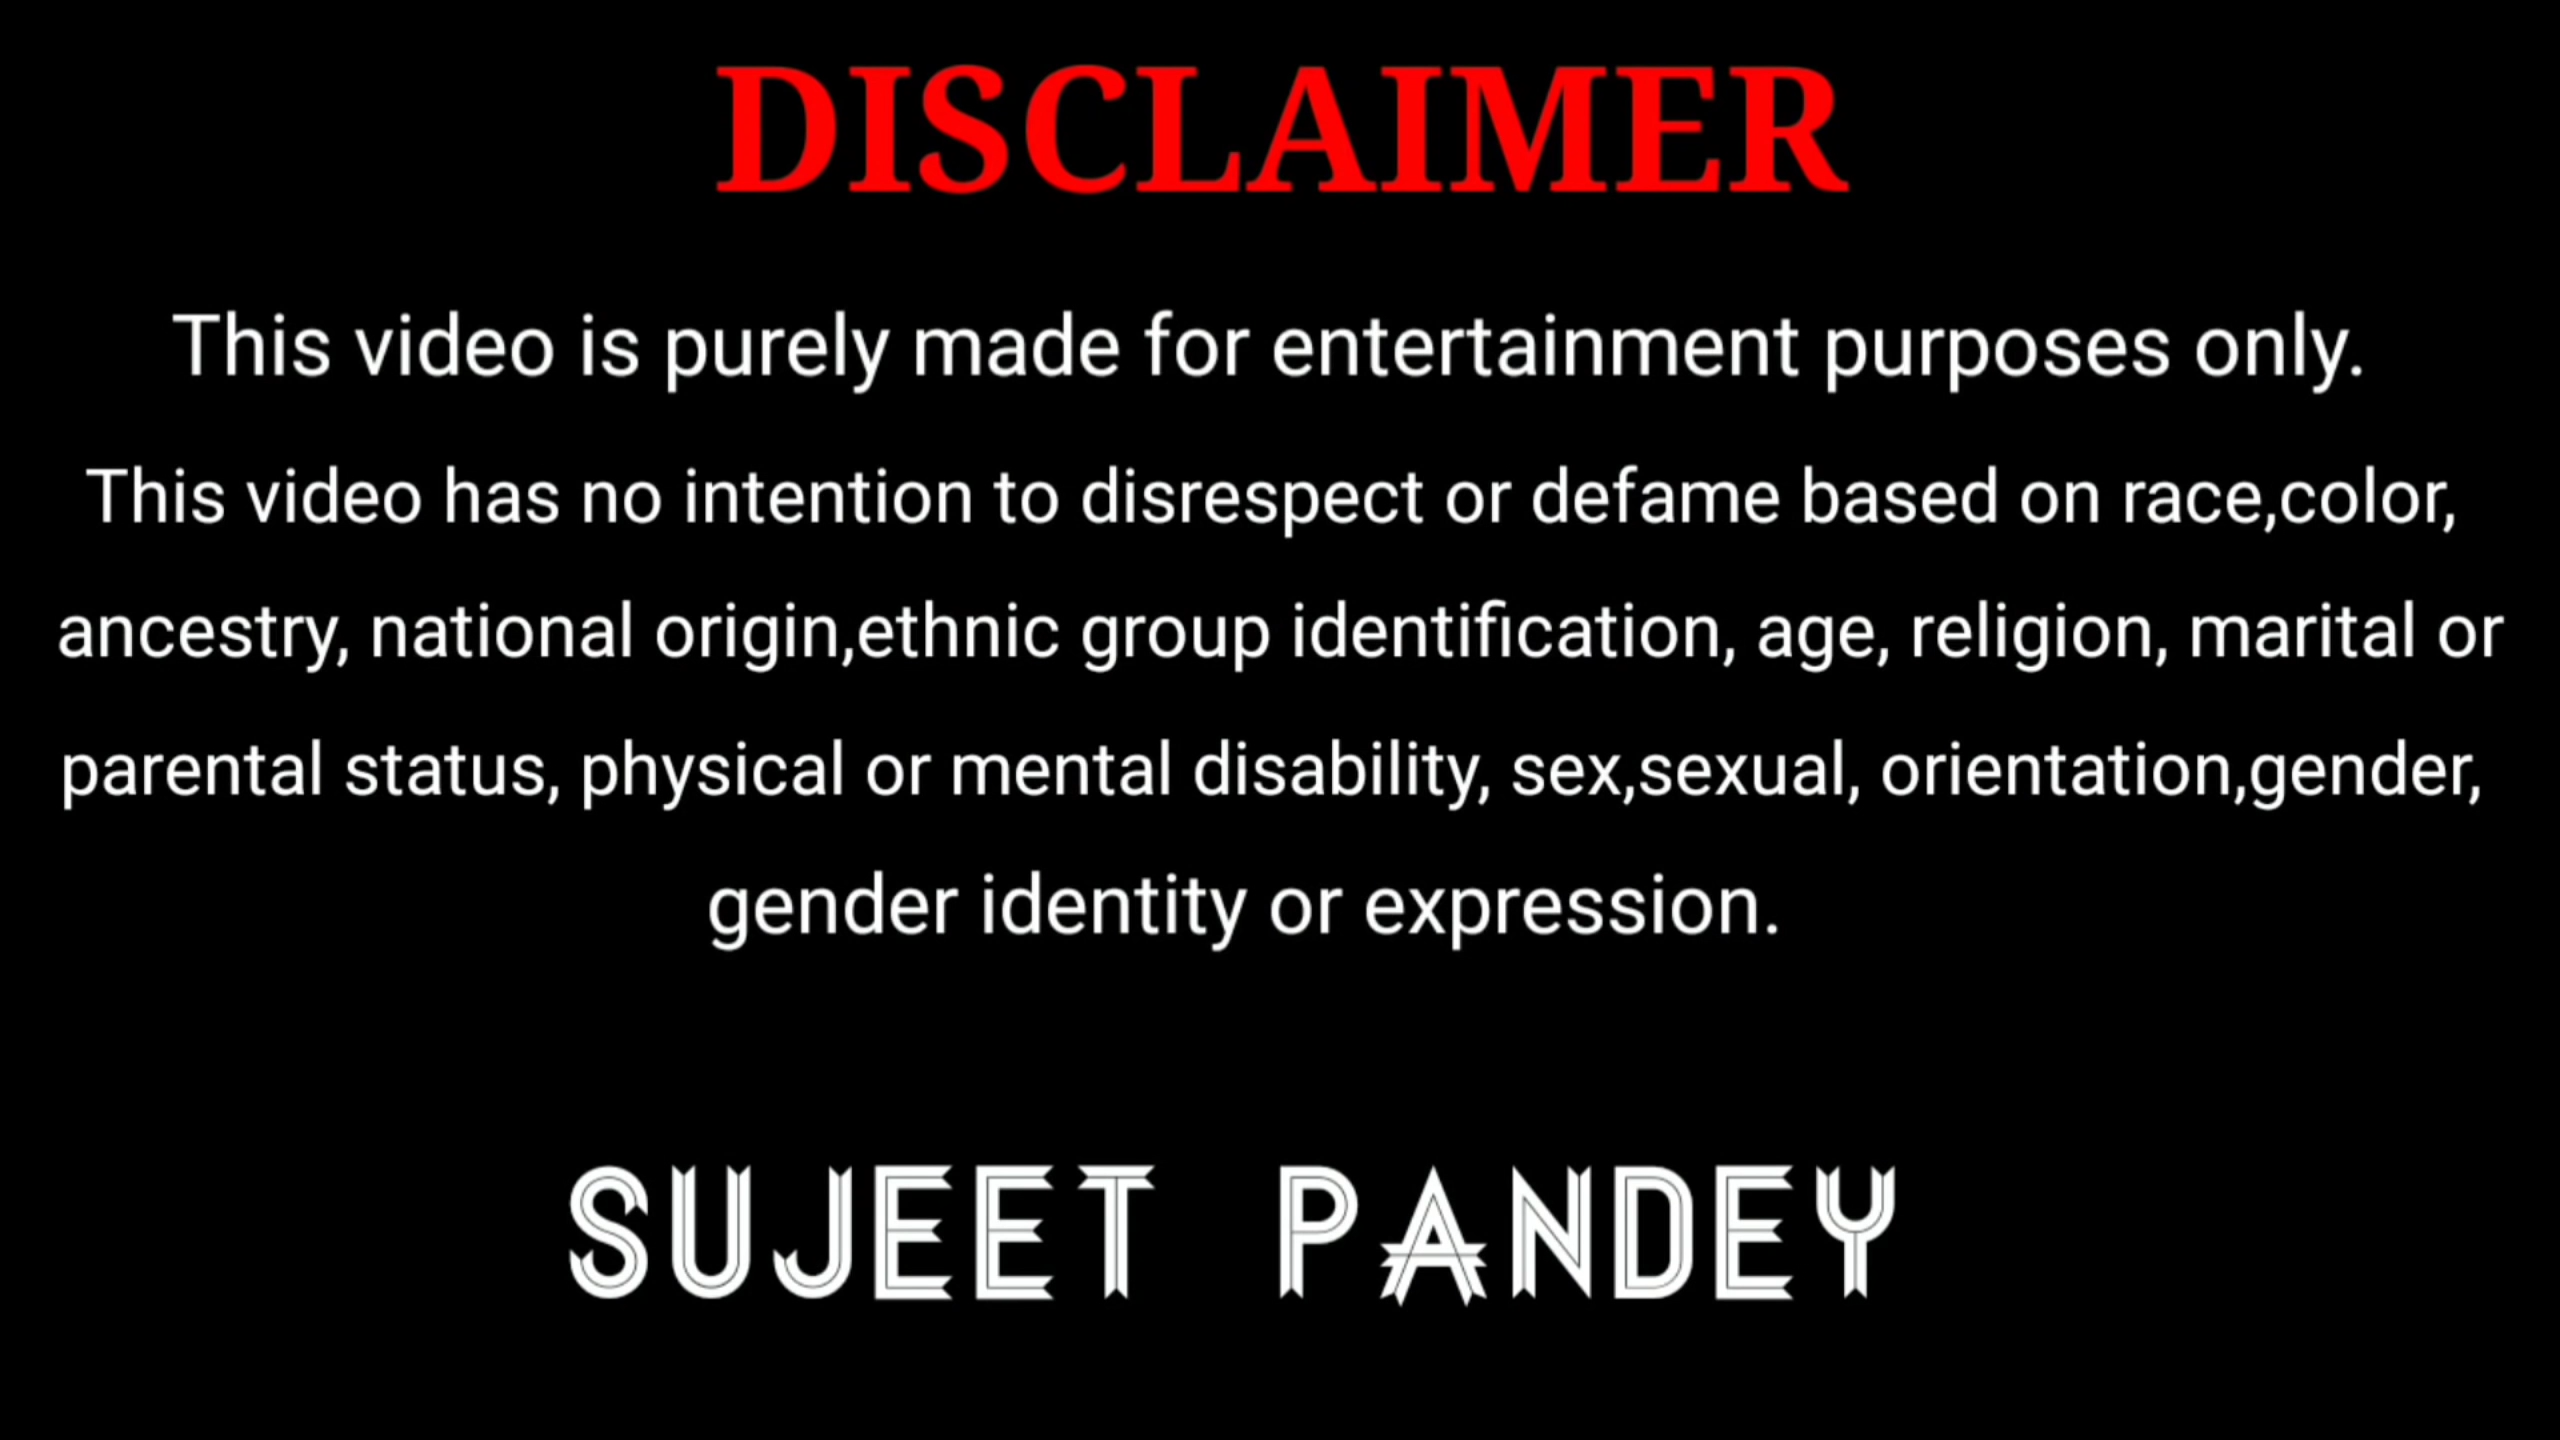 DISCLAIMER
This video is purely made for entertainment purposes only.
This video has no intention to disrespect or defame based on race,color,
ancestry, national origin,ethnic group identification, age, religion, marital or
parental status, physical or mental disability, sex,sexual, orientation,gender,
gender identity or expression.
SUJEET PANDEY